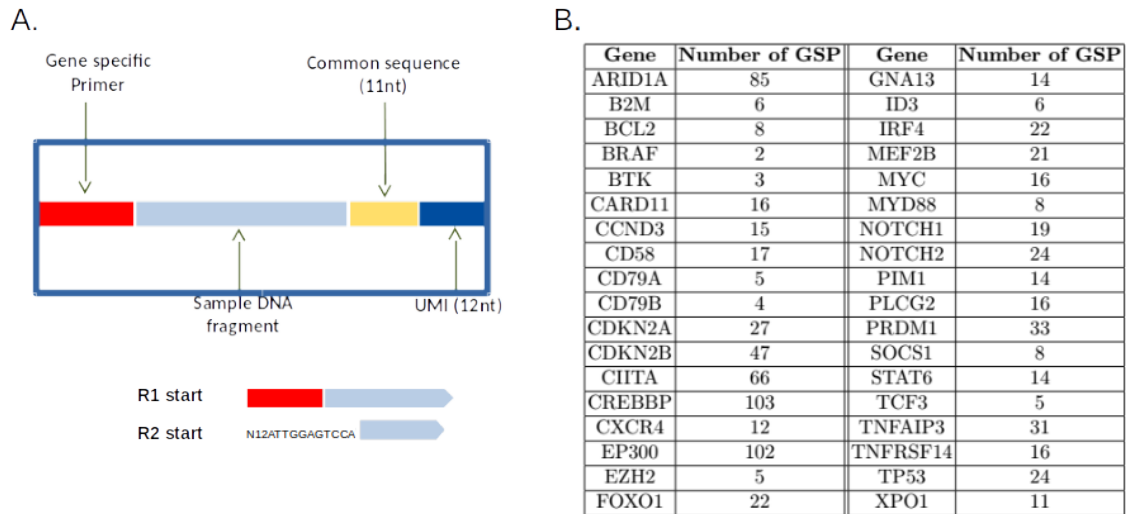 A.
Gene specific
Primer
Common sequence
(11nt)
Sample DNA
fragment
UMI (12nt)
R1 start
R2 start
N12ATTGGAGTCCA
B.
Gene Number of GSP Gene Number of GSP
ARID1A 85 GNA13 14
B2M 6 ID3 6
BCL2 8 IRF4 22
BRAF 2 MEF2B 21
BTK 3 MYC 16
CARD11 16 MYD88 8
CCND3 15 NOTCH1 19
CD58 17 NOTCH2 24
CD79A 5 PIM1 14
CD79B 4 PLCG2 16
CDKN2A 27 PRDM1 33
CDKN2B 47 SOCS1 8
CIITA 66 STAT6 14
CREBBP 103 TCF3 5
CXCR4 12 TNFAIP3 31
EP300 102 TNFRSF14 16
EZH2 5 TP53 24
FOXO1 22 XPO1 11